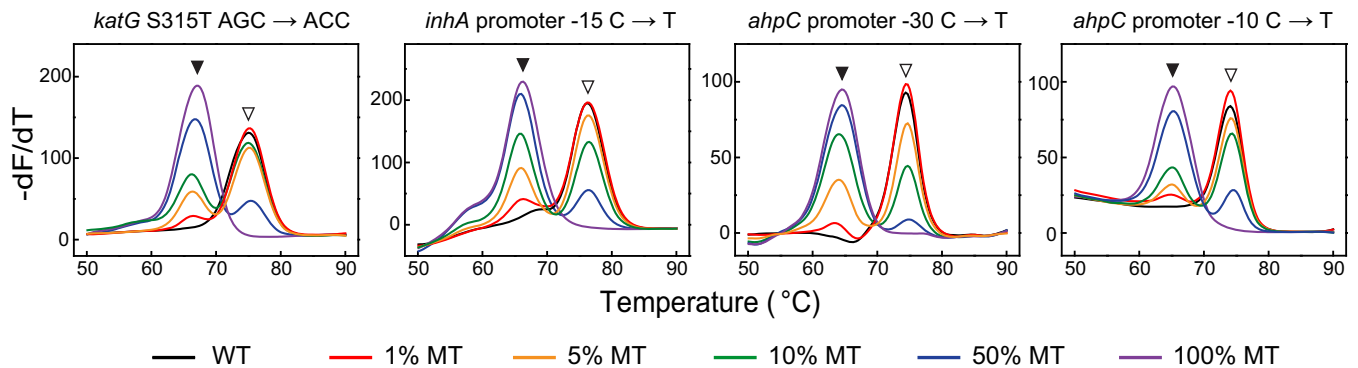 katG S315T AGC → ACC
inhA promoter -15 C → T
ahpC promoter -30 C → T
ahpC promoter -10 C → T
-dF/dT
200
100
0
50 60 70 80 90
200
100
0
50 60 70 80 90
100
50
0
50 60 70 80 90
100
50
0
50 60 70 80 90
Temperature ( °C)
WT 1% MT 5% MT 10% MT 50% MT 100% MT